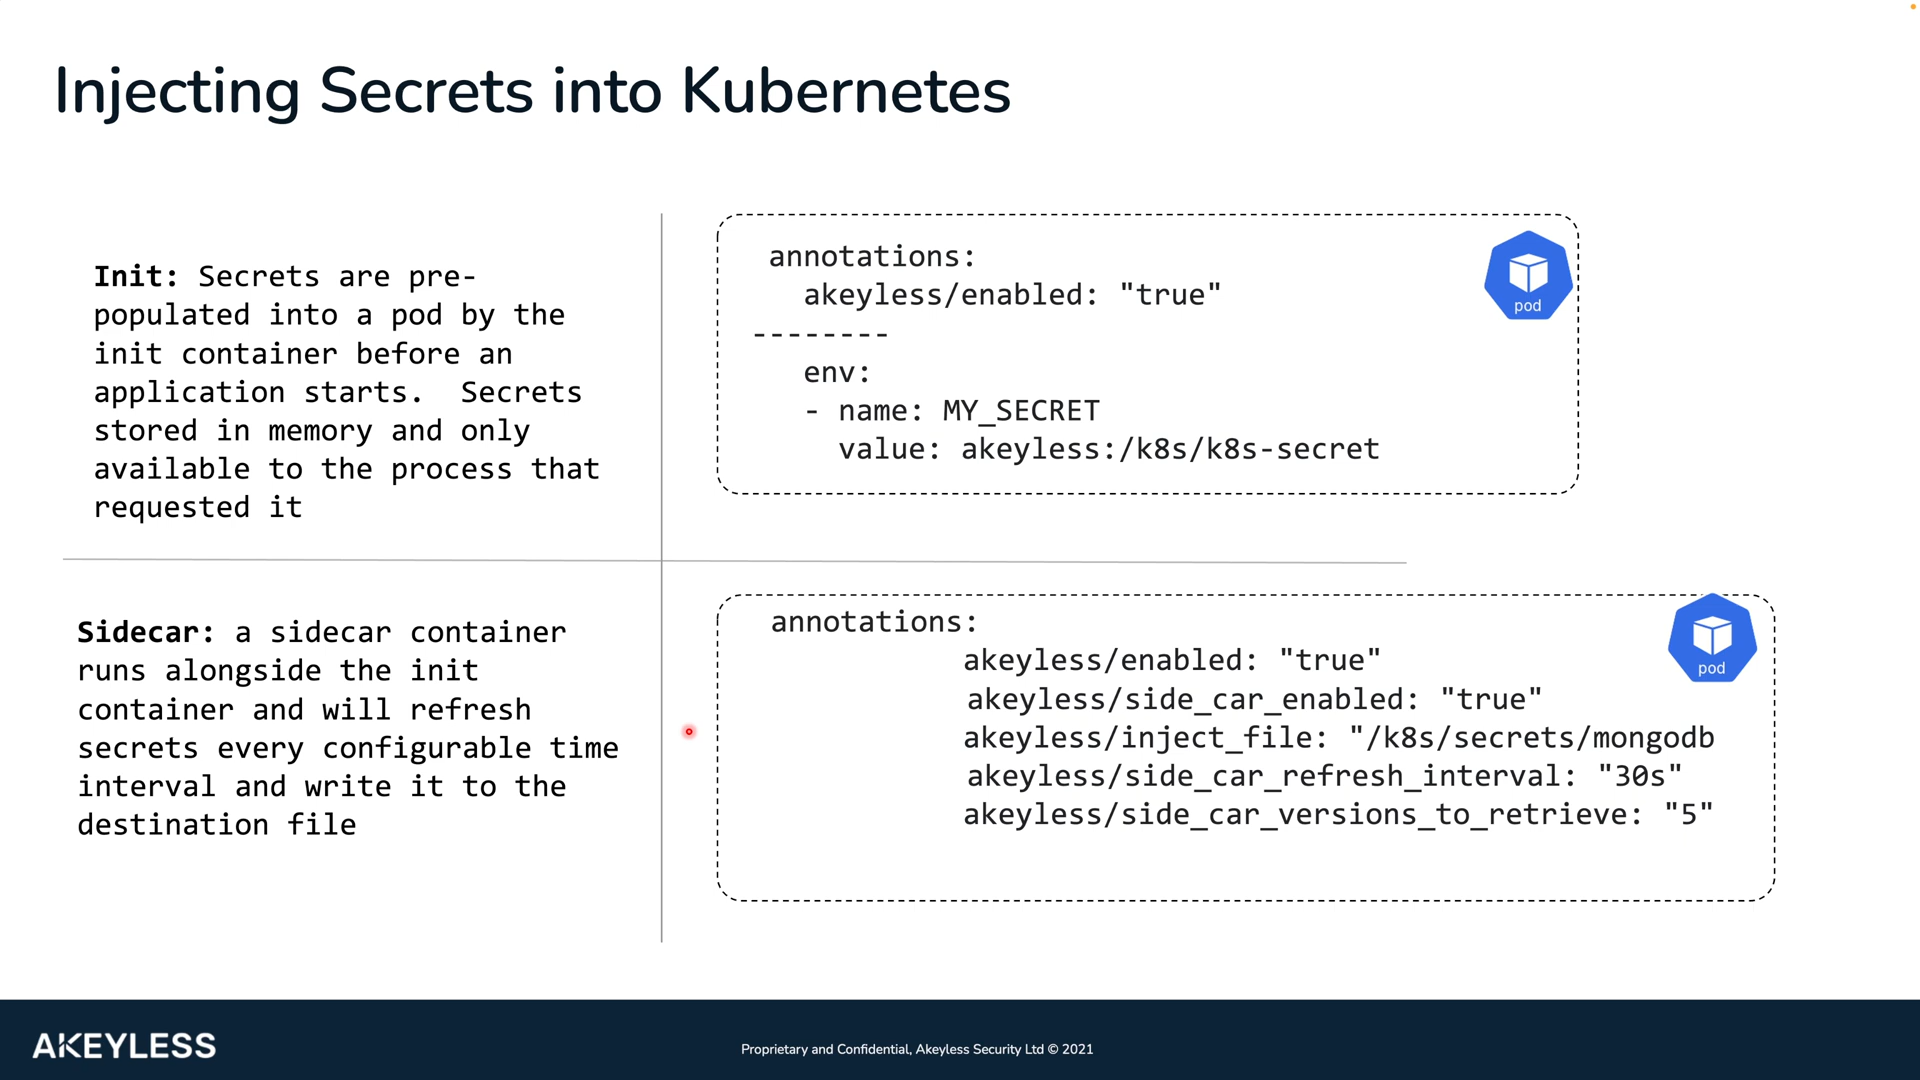 Injecting Secrets into Kubernetes
Init: Secrets are pre-
populated into a pod by the
init container before an
application starts.  Secrets
stored in memory and only
available to the process that
requested it
annotations:
akeyless/enabled: "true"
--------
env:
- name: MY_SECRET
value: akeyless:/k8s/k8s-secret
pod
Sidecar: a sidecar container
runs alongside the init
container and will refresh
secrets every configurable time
interval and write it to the
destination file
annotations:
akeyless/enabled: "true"
akeyless/side_car_enabled: "true"
akeyless/inject_file: "/k8s/secrets/mongodb
akeyless/side_car_refresh_interval: "30s"
akeyless/side_car_versions_to_retrieve: "5"
pod
AKEYLESS
Proprietary and Confidential, Akeyless Security Ltd © 2021